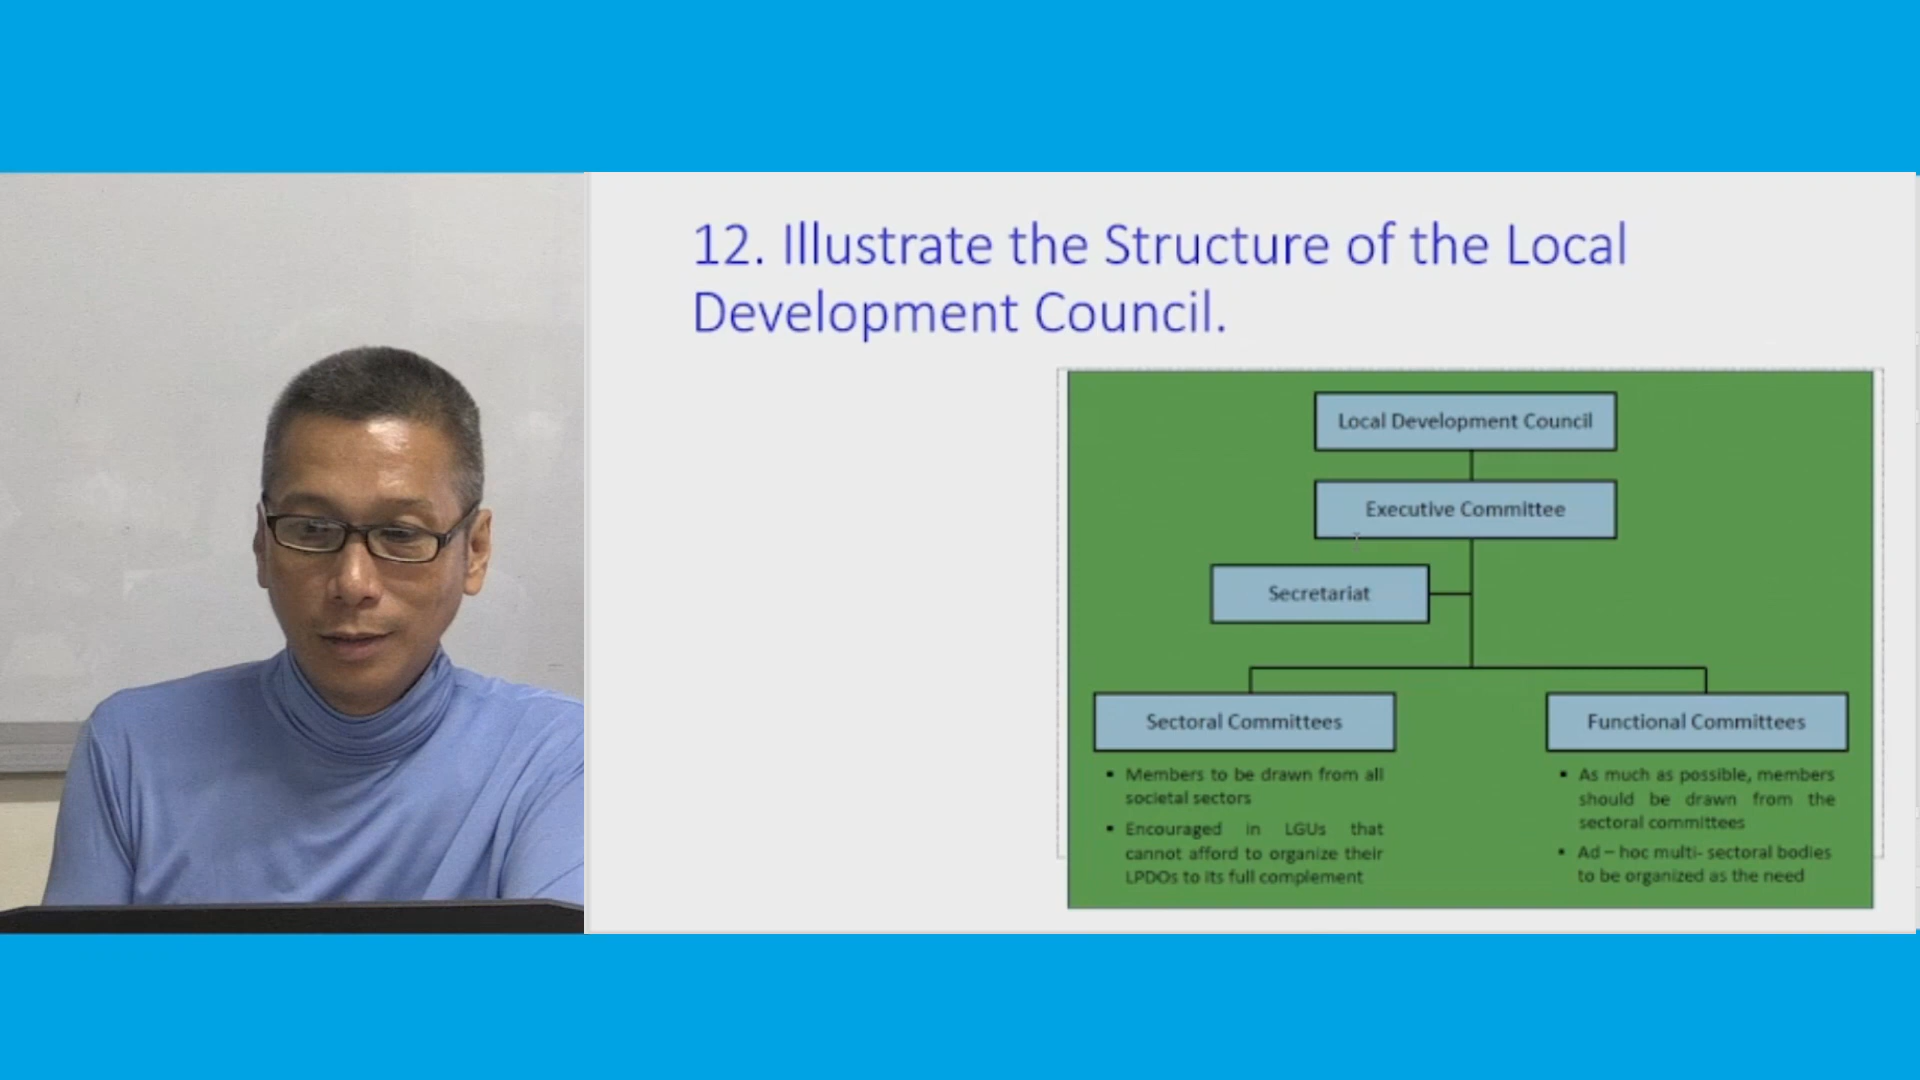 12. Illustrate the Structure of the Local
Development Council.
Local Development Council
Executive Committee
Secretariat
Sectoral Committees
Functional Committees
▪ Members to be drawn from all
societal sectors
▪ Encouraged in LGUs that
cannot afford to organize their
LPDOs to its full complement
▪ As much as possible, members
should be drawn from the
sectoral committees
▪ Ad – hoc multi- sectoral bodies
to be organized as the need